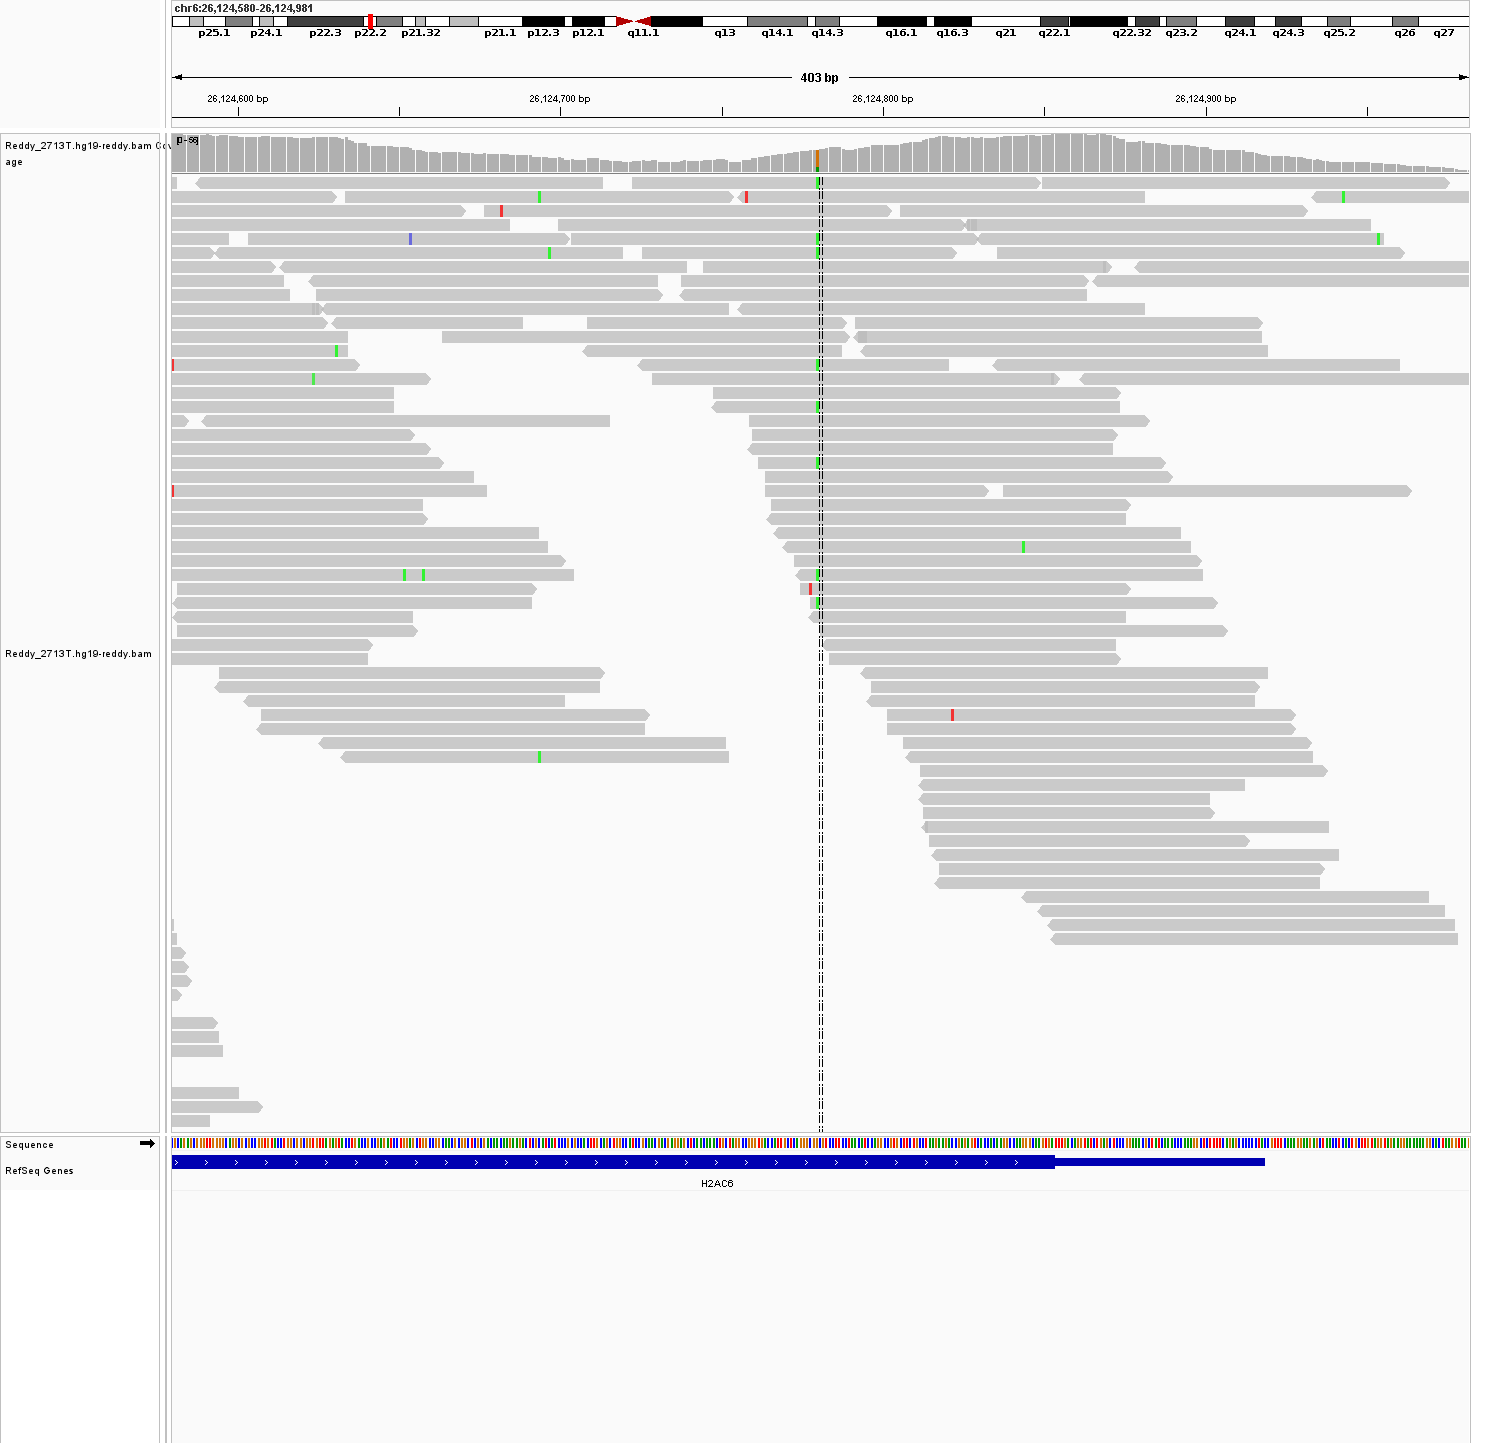 chr6:26,124,580-26,124,981
p25.1 p24.1 p22.3 p22.2 p21.32 p21.1 p12.3 p12.1 q11.1 q13 q14.1 q14.3 q16.1 q16.3 q21 q22.1 q22.32 q23.2 q24.1 q24.3 q25.2 q26 q27
403 bp
26,124,600 bp 26,124,700 bp 26,124,800 bp 26,124,900 bp
Reddy_2713T.hg19-reddy.bam
age
Reddy_2713T.hg19-reddy.bam
Sequence
RefSeq Genes
H2AC6